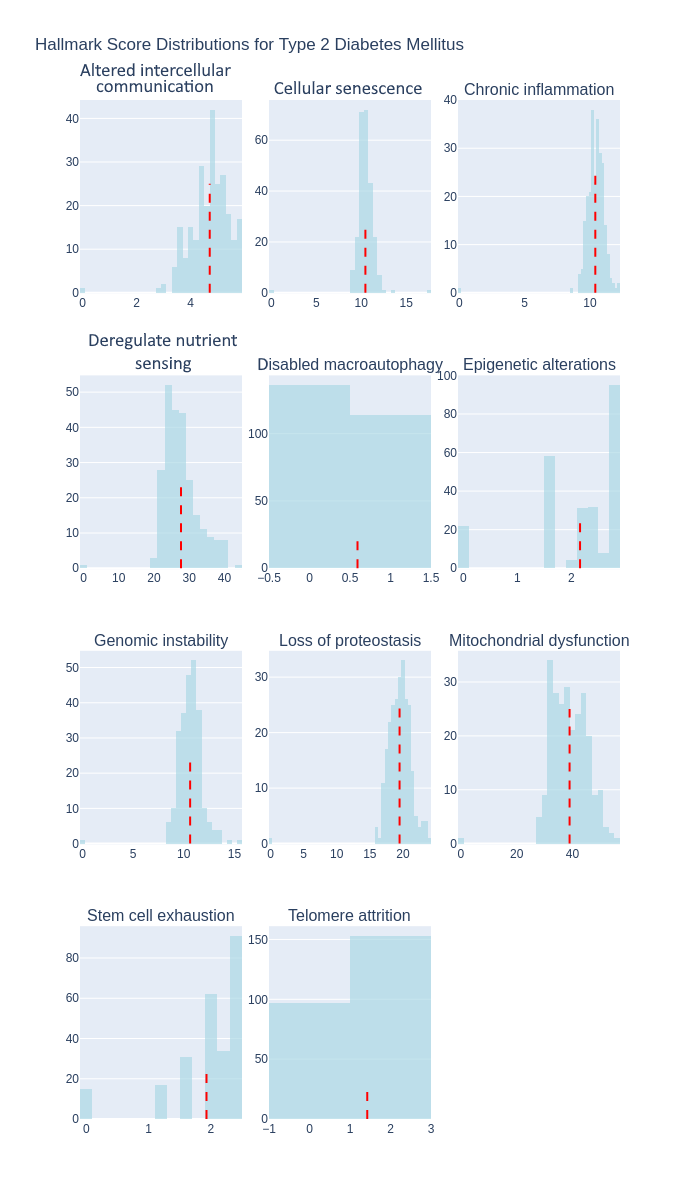 Hallmark Score Distributions for Type 2 Diabetes Mellitus
Altered intercellular
communication
Cellular senescence
Chronic inflammation
40
30
20
10
0
0 2 4
60
40
20
0
0 5 10 15
40
30
20
10
0
0 5 10
Deregulate nutrient
sensing
Disabled macroautophagy
Epigenetic alterations
50
40
30
20
10
0
0 10 20 30 40
100
50
0
−0.5 0 0.5 1 1.5
100
80
60
40
20
0
0 1 2
Genomic instability
Loss of proteostasis
Mitochondrial dysfunction
50
40
30
20
10
0
0 5 10 15
30
20
10
0
0 5 10 15 20
30
20
10
0
0 20 40
Stem cell exhaustion
Telomere attrition
80
60
40
20
0
0 1 2
150
100
50
0
−1 0 1 2 3